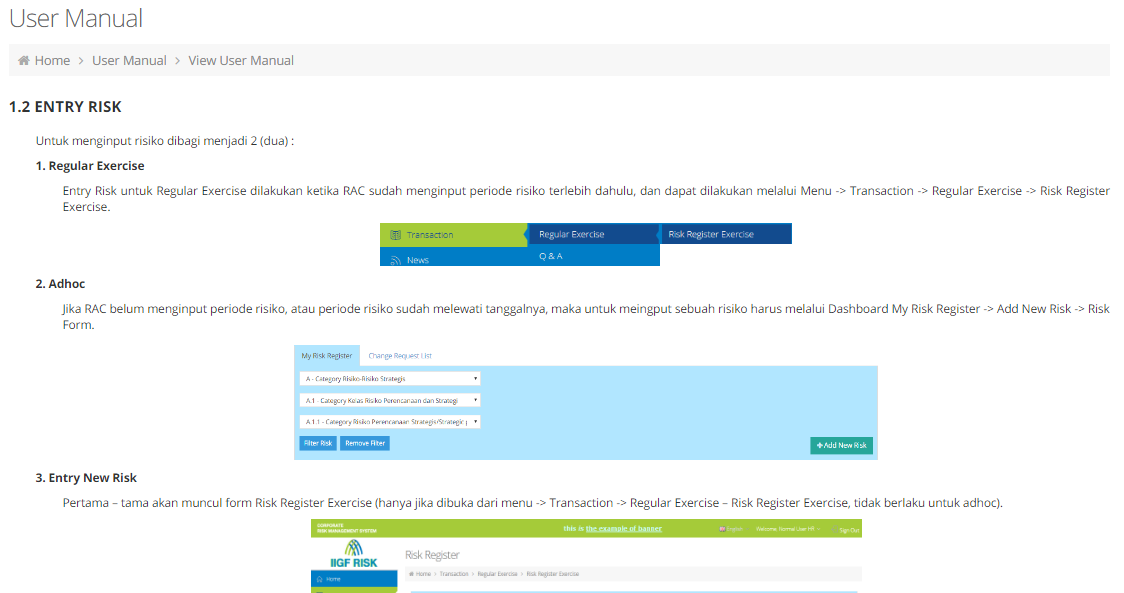 User Manual
Home > User Manual > View User Manual
1.2 ENTRY RISK
Untuk menginput risiko dibagi menjadi 2 (dua) :
1. Regular Exercise
Entry Risk untuk Regular Exercise dilakukan ketika RAC sudah menginput periode risiko terlebih dahulu, dan dapat dilakukan melalui Menu -> Transaction -> Regular Exercise -> Risk Register
Exercise.
Transaction Regular Exercise Risk Register Exercise
News Q & A
2. Adhoc
Jika RAC belum menginput periode risiko, atau periode risiko sudah melewati tanggalnya, maka untuk meingput sebuah risiko harus melalui Dashboard My Risk Register -> Add New Risk -> Risk
Form.
My Risk Register Change Request List
A - Category Risiko-Risiko Strategis
A.1 - Category Kelas Risiko Perencanaan dan Strategi
A.1.1 - Category Risiko Perencanaan Strategis/Strategic
Filter Risk Remove Filter + Add New Risk
3. Entry New Risk
Pertama – tama akan muncul form Risk Register Exercise (hanya jika dibuka dari menu -> Transaction -> Regular Exercise – Risk Register Exercise, tidak berlaku untuk adhoc).
CORPORATE
RISK MANAGEMENT SYSTEM
this is the example of banner English Welcome, Normal User HR Sign Out
IIGF RISK
Risk Register
Home > Transaction > Regular Exercise > Risk Register Exercise
Home